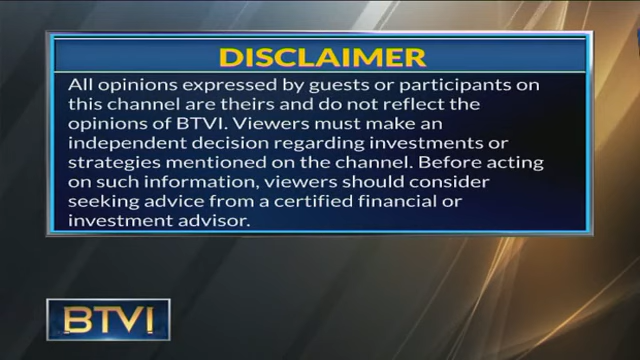 DISCLAIMER
All opinions expressed by guests or participants on
this channel are theirs and do not reflect the
opinions of BTVI. Viewers must make an
independent decision regarding investments or
strategies mentioned on the channel. Before acting
on such information, viewers should consider
seeking advice from a certified financial or
investment advisor.
BTVI